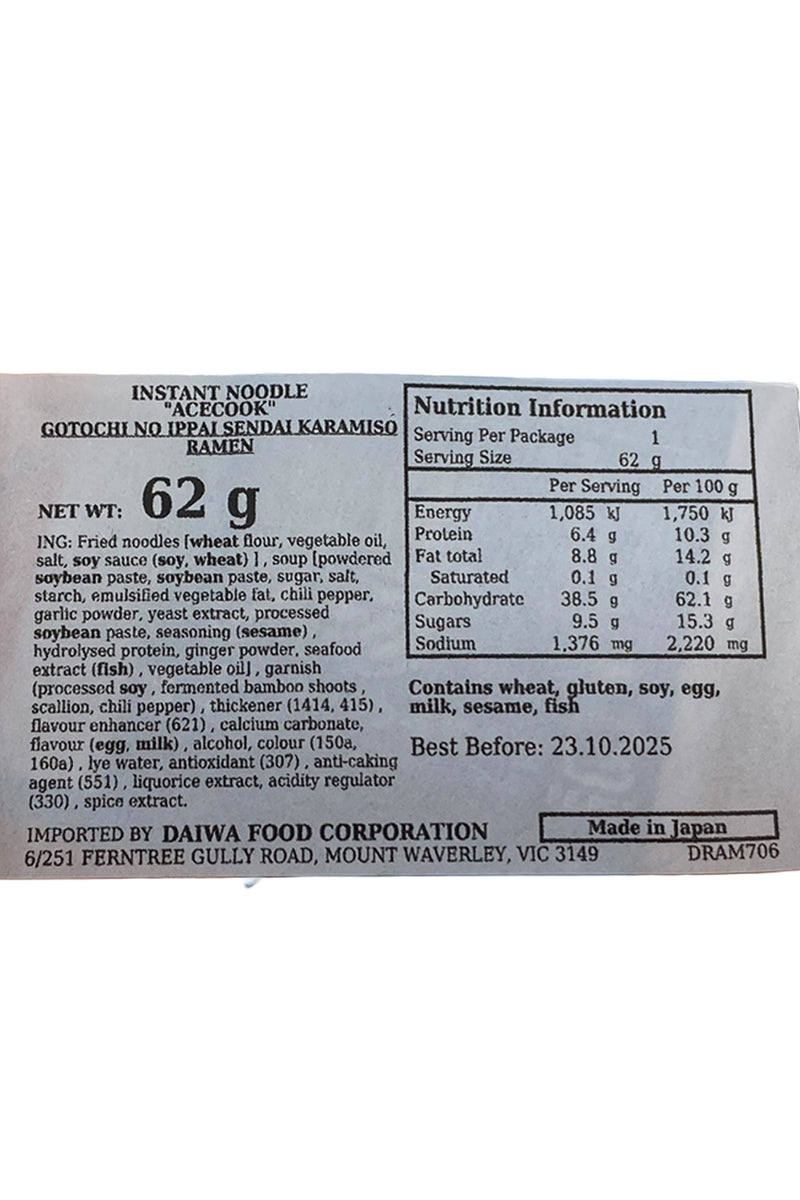 INSTANT NOODLE
"ACECOOK"
GOTOCHI NO IPPAI SENDAI KARAMISO
RAMEN
NET WT: 62 g
ING: Fried noodles [wheat flour, vegetable oil,
salt, soy sauce (soy, wheat) ] , soup [powdered
soybean paste, soybean paste, sugar, salt,
starch, emulsified vegetable fat, chili pepper,
garlic powder, yeast extract, processed
soybean paste, seasoning (sesame) ,
hydrolysed protein, ginger powder, seafood
extract (fish) , vegetable oil] , garnish
(processed soy , fermented bamboo shoots ,
scallion, chili pepper) , thickener (1414, 415) ,
flavour enhancer (621) , calcium carbonate,
flavour (egg, milk) , alcohol, colour (150a,
160a) , lye water, antioxidant (307) , anti-caking
agent (551) , liquorice extract, acidity regulator
(330) , spice extract.
Nutrition Information
Serving Per Package 1
Serving Size 62 g
Per Serving Per 100 g
Energy 1,085 kJ 1,750 kJ
Protein 6.4 g 10.3 g
Fat total 8.8 g 14.2 g
Saturated 0.1 g 0.1 g
Carbohydrate 38.5 g 62.1 g
Sugars 9.5 g 15.3 g
Sodium 1,376 mg 2,220 mg
Contains wheat, gluten, soy, egg,
milk, sesame, fish
Best Before: 23.10.2025
IMPORTED BY DAIWA FOOD CORPORATION
6/251 FERNTREE GULLY ROAD, MOUNT WAVERLEY, VIC 3149
Made in Japan
DRAM706